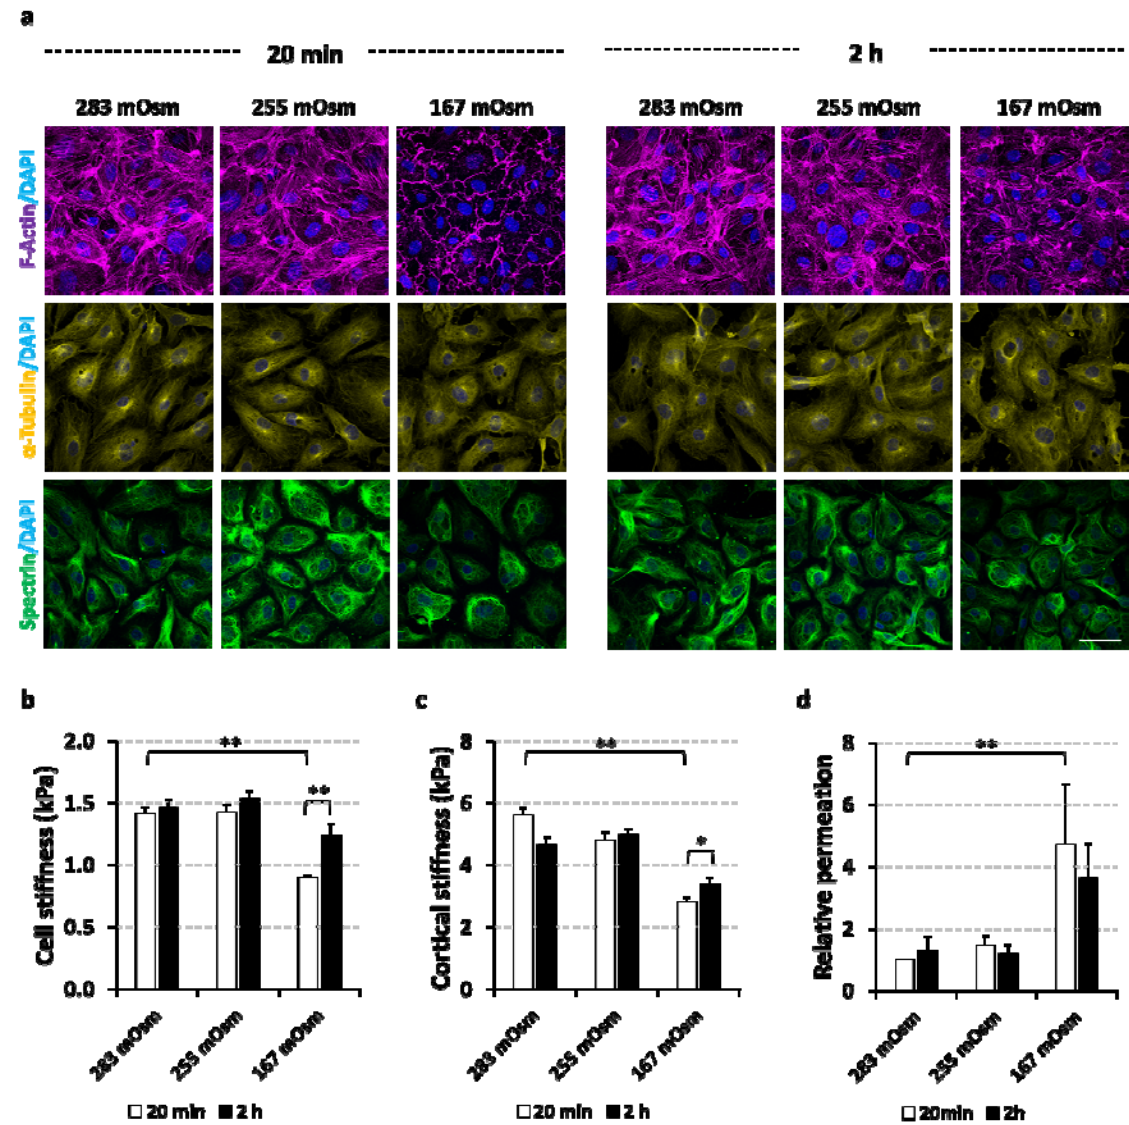 a
20 min 2 h
283 mOsm 255 mOsm 167 mOsm 283 mOsm 255 mOsm 167 mOsm
F-Actin/DAPI
α-Tubulin/DAPI
Spectrin/DAPI
b
Cell stiffness (kPa)
2.0
1.5
1.0
0.5
0.0
**
**
283 mOsm 255 mOsm 167 mOsm
20 min 2 h
c
Cortical stiffness (kPa)
8
6
4
2
0
**
*
283 mOsm 255 mOsm 167 mOsm
20 min 2 h
d
Relative permeation
8
6
4
2
0
**
283 mOsm 255 mOsm 167 mOsm
20min 2h